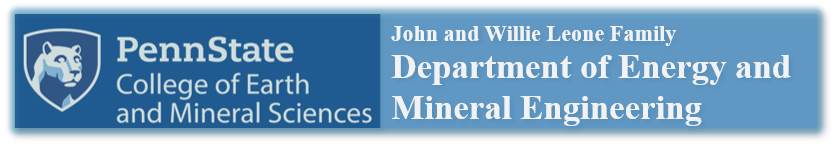 PennState
College of Earth
and Mineral Sciences
John and Willie Leone Family
Department of Energy and
Mineral Engineering